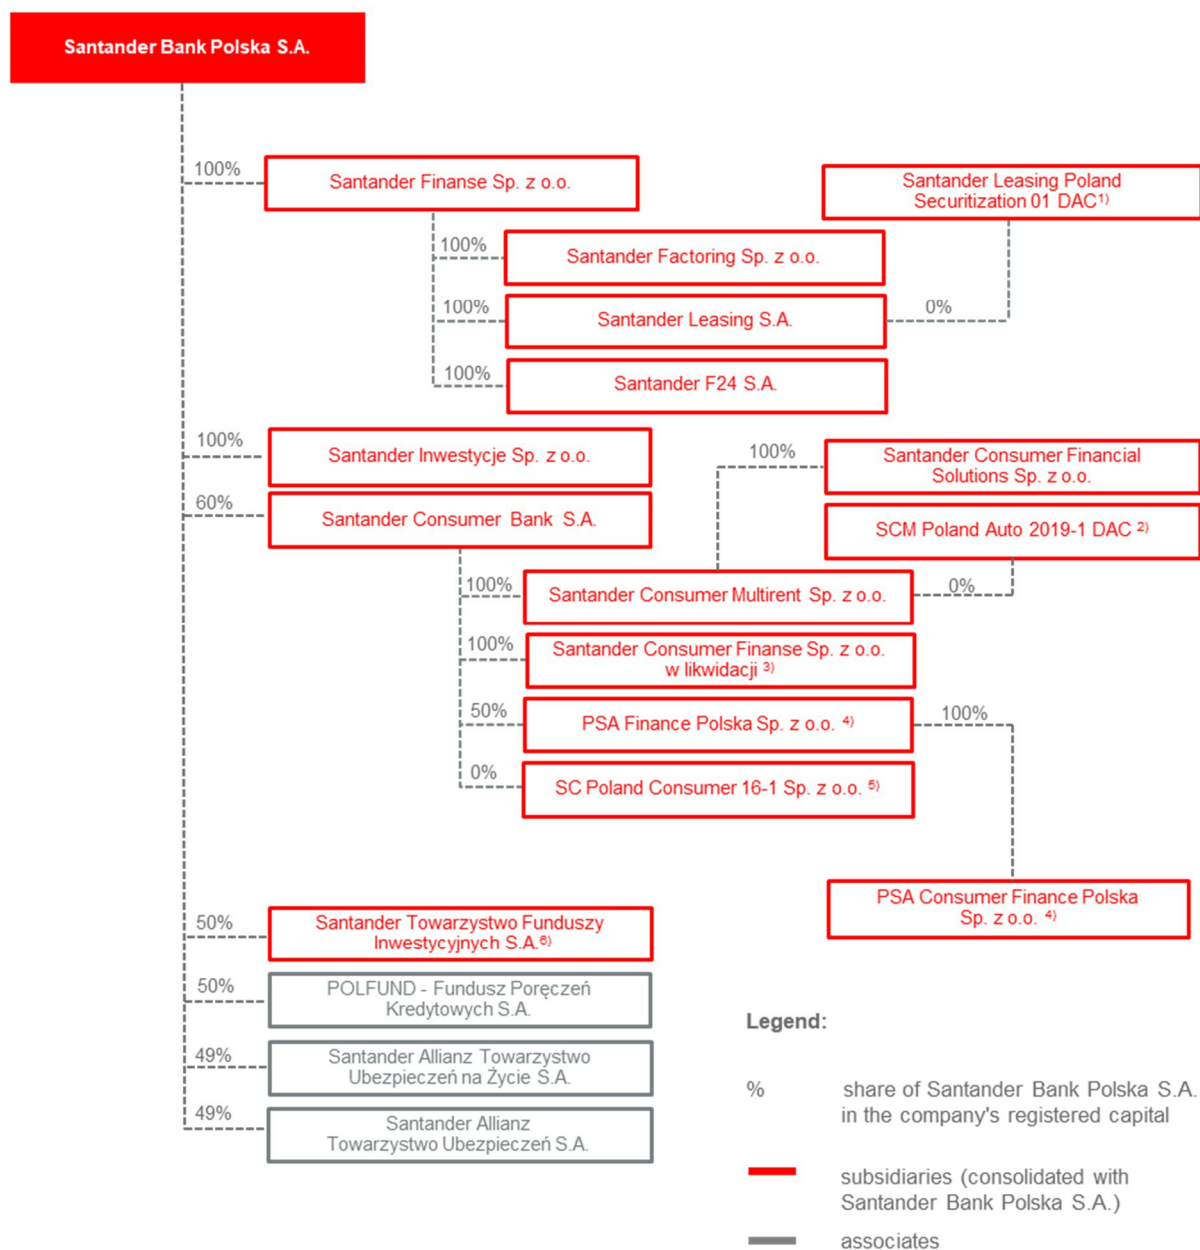 Santander Bank Polska S.A.
100%
Santander Finanse Sp. z o.o.
Santander Leasing Poland
Securitization 01 DAC¹⁾
100%
Santander Factoring Sp. z o.o.
100%
Santander Leasing S.A.
0%
100%
Santander F24 S.A.
100%
Santander Inwestycje Sp. z o.o.
100%
Santander Consumer Financial
Solutions Sp. z o.o.
60%
Santander Consumer Bank S.A.
SCM Poland Auto 2019-1 DAC ²⁾
100%
Santander Consumer Multirent Sp. z o.o.
0%
100%
Santander Consumer Finanse Sp. z o.o.
w likwidacji ³⁾
50%
PSA Finance Polska Sp. z o.o. ⁴⁾
100%
0%
SC Poland Consumer 16-1 Sp. z o.o. ⁵⁾
PSA Consumer Finance Polska
Sp. z o.o. ⁴⁾
50%
Santander Towarzystwo Funduszy
Inwestycyjnych S.A.⁶⁾
50%
POLFUND - Fundusz Poręczeń
Kredytowych S.A.
49%
Santander Allianz Towarzystwo
Ubezpieczeń na Życie S.A.
49%
Santander Allianz
Towarzystwo Ubezpieczeń S.A.
Legend:
% share of Santander Bank Polska S.A.
in the company's registered capital
subsidiaries (consolidated with
Santander Bank Polska S.A.)
associates